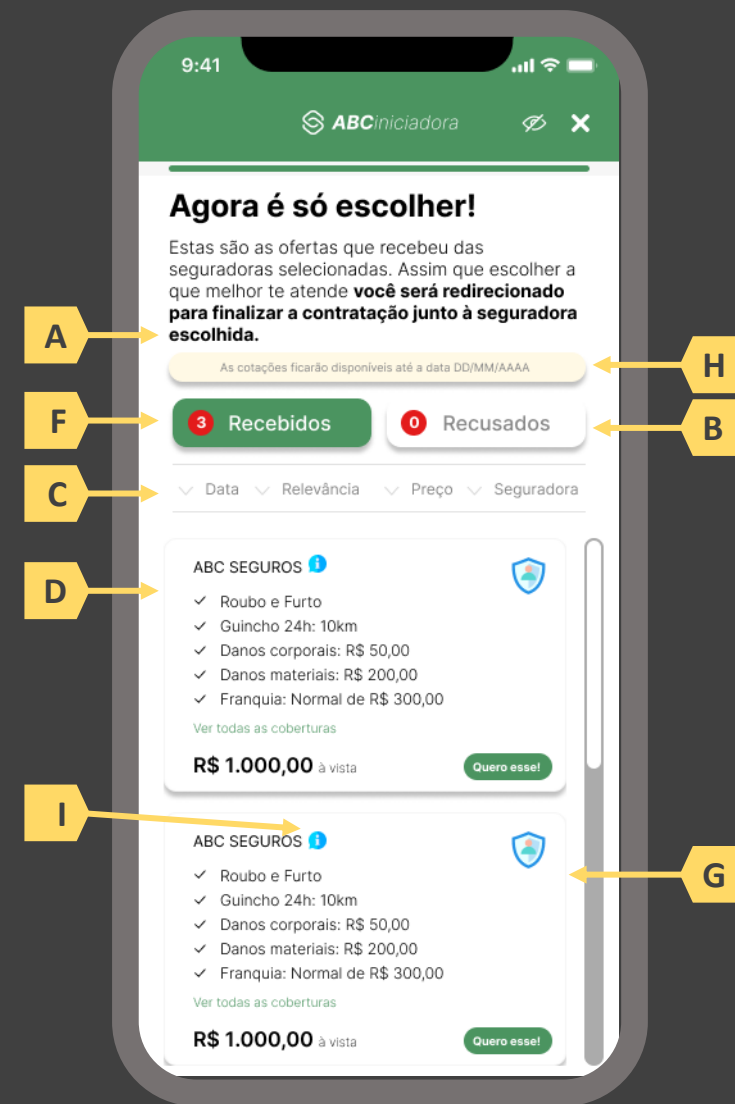 9:41
ABCiniciadora
Agora é só escolher!
Estas são as ofertas que recebeu das
seguradoras selecionadas. Assim que escolher a
que melhor te atende você será redirecionado
para finalizar a contratação junto à seguradora
escolhida.
A
As cotações ficarão disponíveis até a data DD/MM/AAAA
H
F
3 Recebidos
0 Recusados
B
C
Data Relevância Preço Seguradora
D
ABC SEGUROS i
Roubo e Furto
Guincho 24h: 10km
Danos corporais: R$ 50,00
Danos materiais: R$ 200,00
Franquia: Normal de R$ 300,00
Ver todas as coberturas
R$ 1.000,00 à vista
Quero esse!
I
ABC SEGUROS i
G
Roubo e Furto
Guincho 24h: 10km
Danos corporais: R$ 50,00
Danos materiais: R$ 200,00
Franquia: Normal de R$ 300,00
Ver todas as coberturas
R$ 1.000,00 à vista
Quero esse!